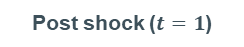 Post shock (t = 1)